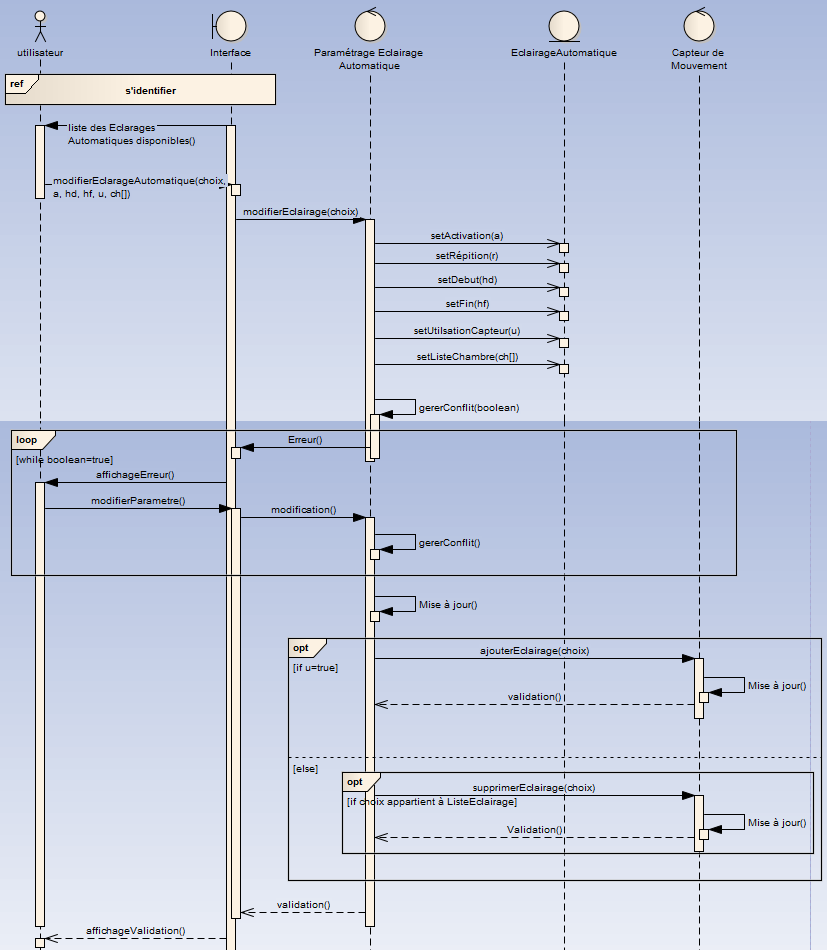 utilisateur
Interface
Paramétrage Eclairage
Automatique
EclairageAutomatique
Capteur de
Mouvement
ref
s'identifier
liste des Eclarages
Automatiques disponibles()
modifierEclarageAutomatique(choix,
a, hd, hf, u, ch[])
modifierEclairage(choix)
setActivation(a)
setRépition(r)
setDebut(hd)
setFin(hf)
setUtilsationCapteur(u)
setListeChambre(ch[])
gererConflit(boolean)
loop
Erreur()
[while boolean=true]
affichageErreur()
modifierParametre()
modification()
gererConflit()
Mise à jour()
opt
ajouterEclairage(choix)
[if u=true]
Mise à jour()
validation()
[else]
opt
supprimerEclairage(choix)
[if choix appartient à ListeEclairage]
Mise à jour()
Validation()
validation()
affichageValidation()